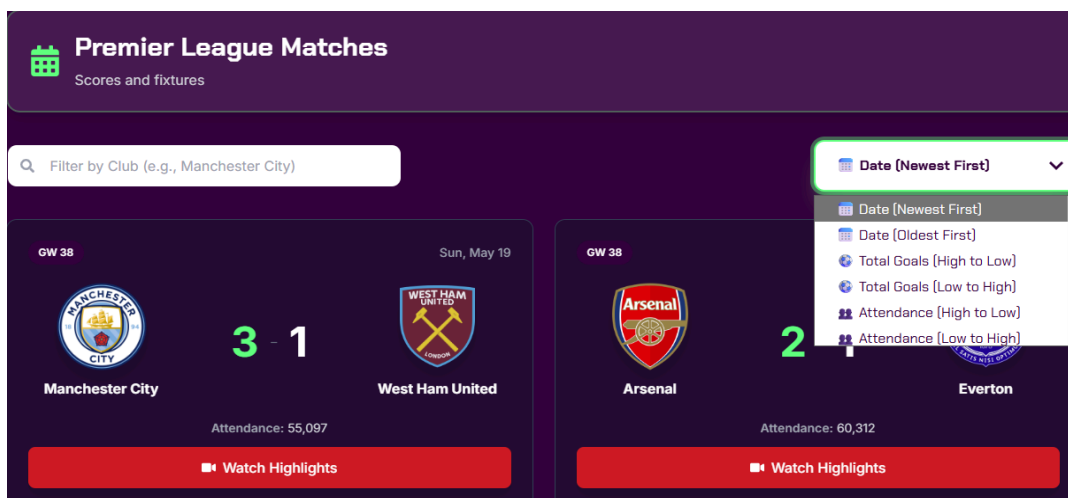 Premier League Matches
Scores and fixtures
Filter by Club (e.g., Manchester City)
Date (Newest First)
Date (Newest First)
Date (Oldest First)
Total Goals (High to Low)
Total Goals (Low to High)
Attendance (High to Low)
Attendance (Low to High)
GW 38
Sun, May 19
MANCHESTER
18 94
CITY
3 - 1
WEST HAM
UNITED
LONDON
Manchester City
West Ham United
Attendance: 55,097
Watch Highlights
GW 38
Arsenal
2
Arsenal
Everton
Attendance: 60,312
Watch Highlights